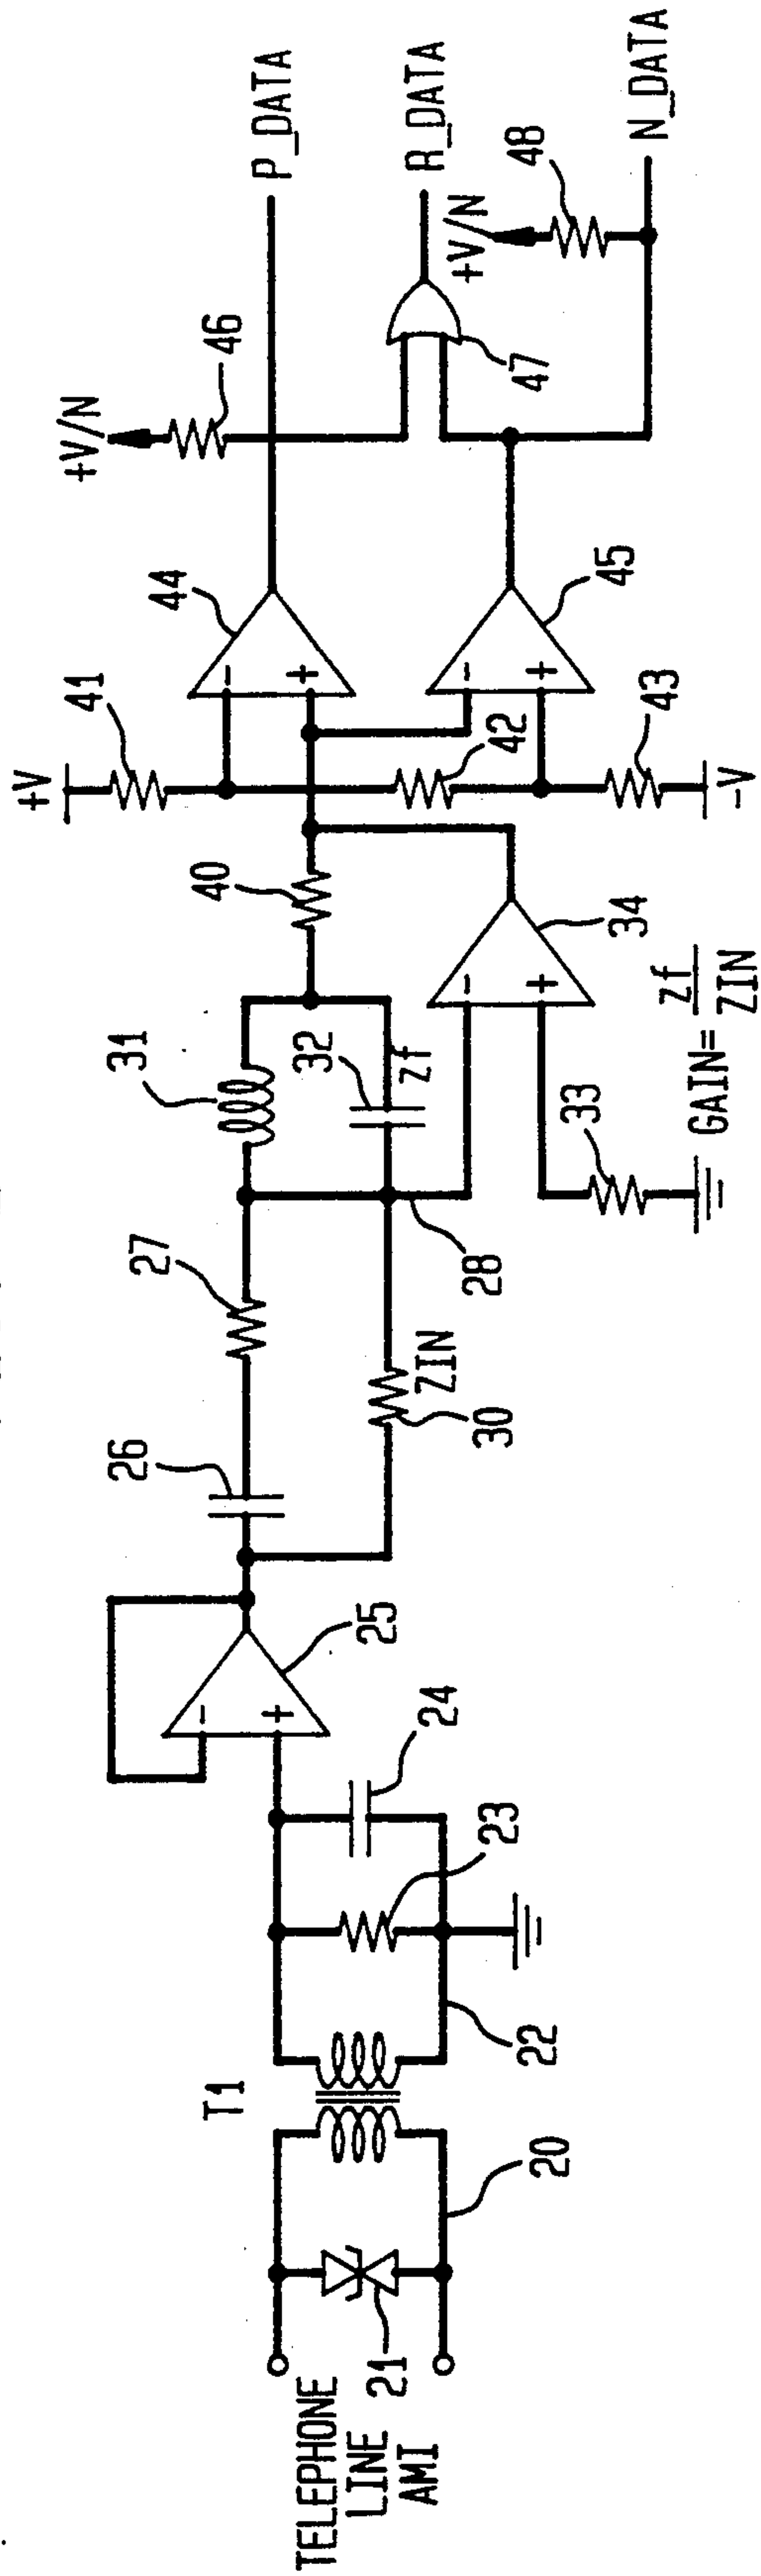 TELEPHONE
LINE
AMI
21
20
T1
22
23
24
25
26
27
ZIN
30
28
31
32
zf
33
34
GAIN= zf
ZIN
40
+V
41
42
43
-V
44
45
+V/N
46
47
+V/N
48
P_DATA
R_DATA
N_DATA